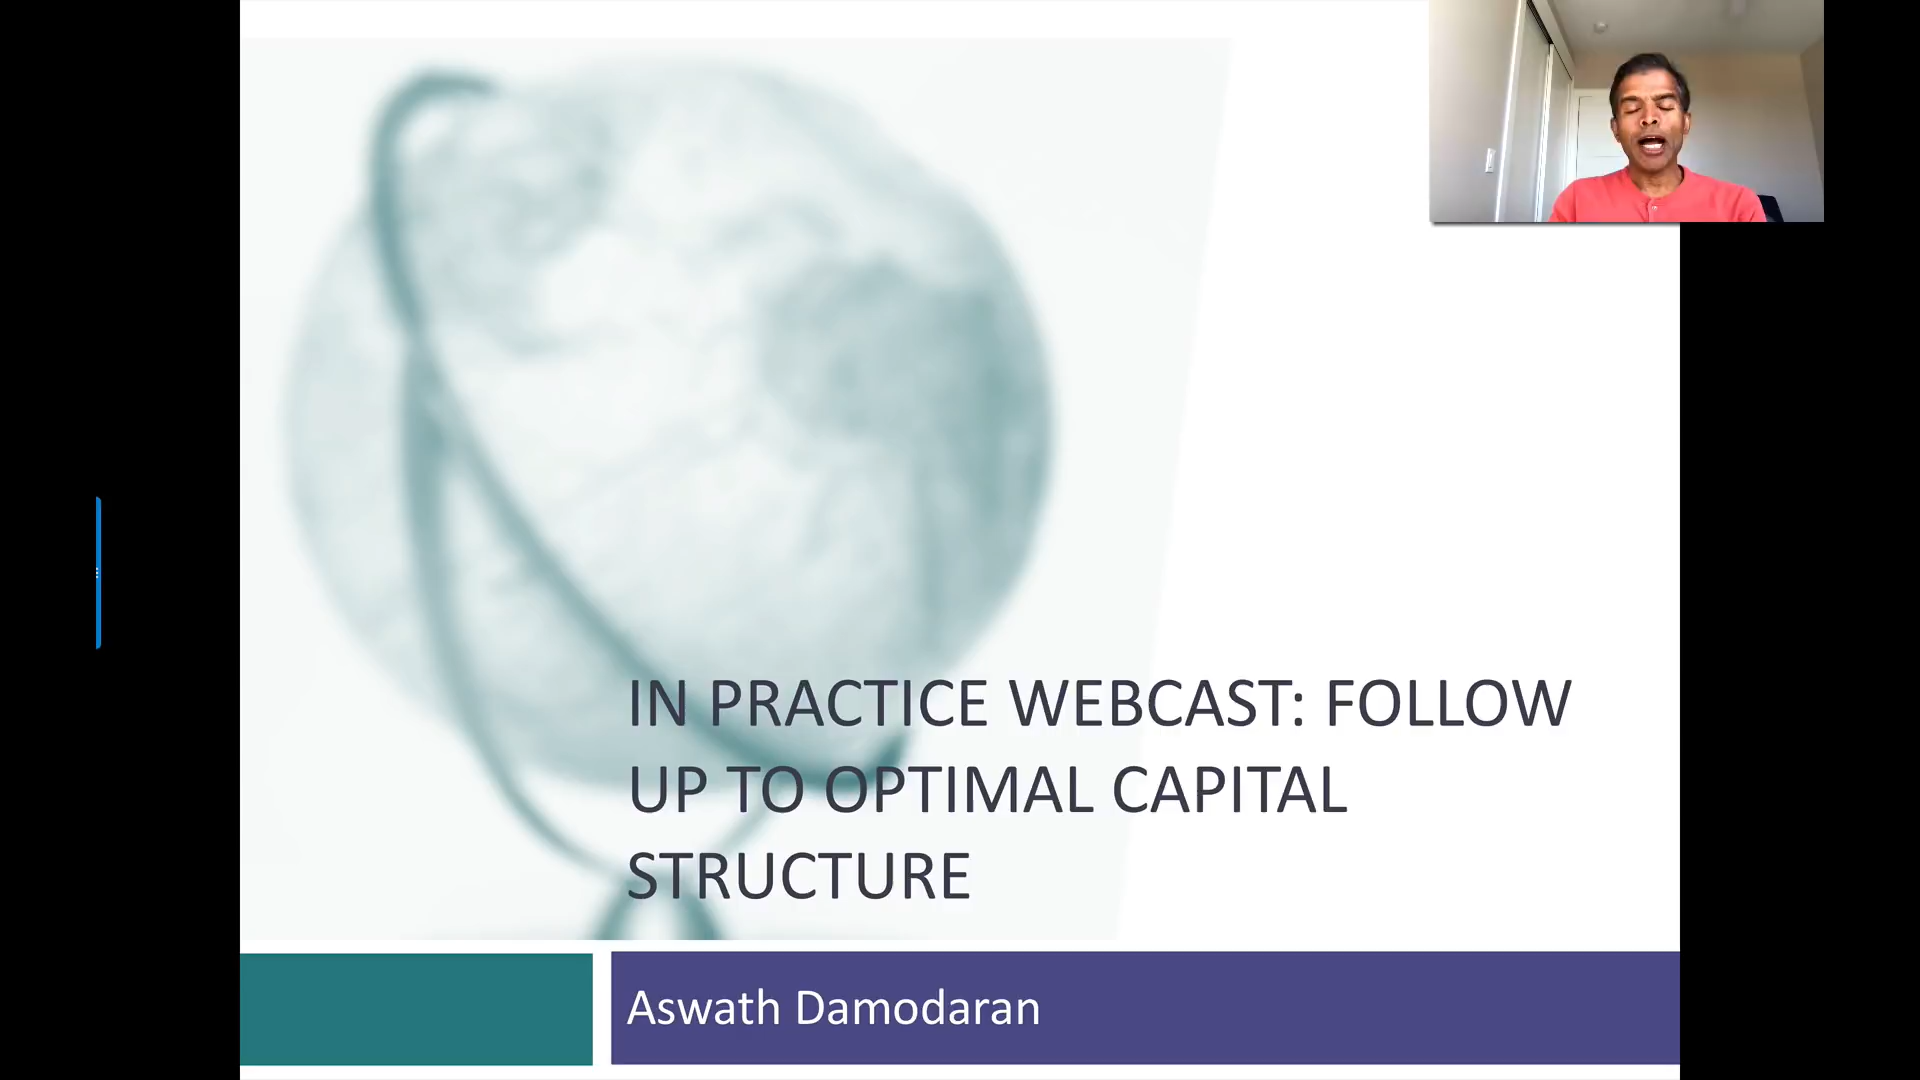 IN PRACTICE WEBCAST: FOLLOW
UP TO OPTIMAL CAPITAL
STRUCTURE
Aswath Damodaran